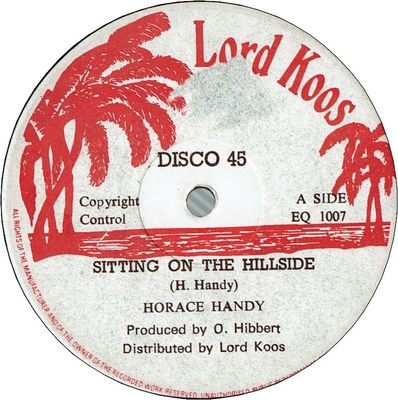 Lord Koos
DISCO 45
Copyright
Control
A SIDE
EQ 1007
SITTING ON THE HILLSIDE
(H. Handy)
HORACE HANDY
Produced by O. Hibbert
Distributed by Lord Koos
ALL RIGHTS OF THE MANUFACTURER AND OF THE OWNER OF THE RECORDED WORK RESERVED. UNAUTHORISED PUBLIC